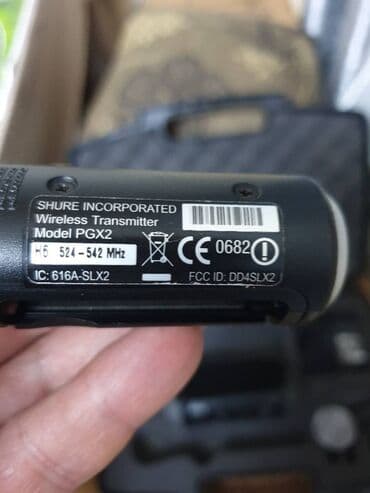 SHURE INCORPORATED
Wireless Transmitter
Model PGX2
H6 524 - 542 MHz
CE 0682
IC: 616A-SLX2
FCC ID: DD4SLX2